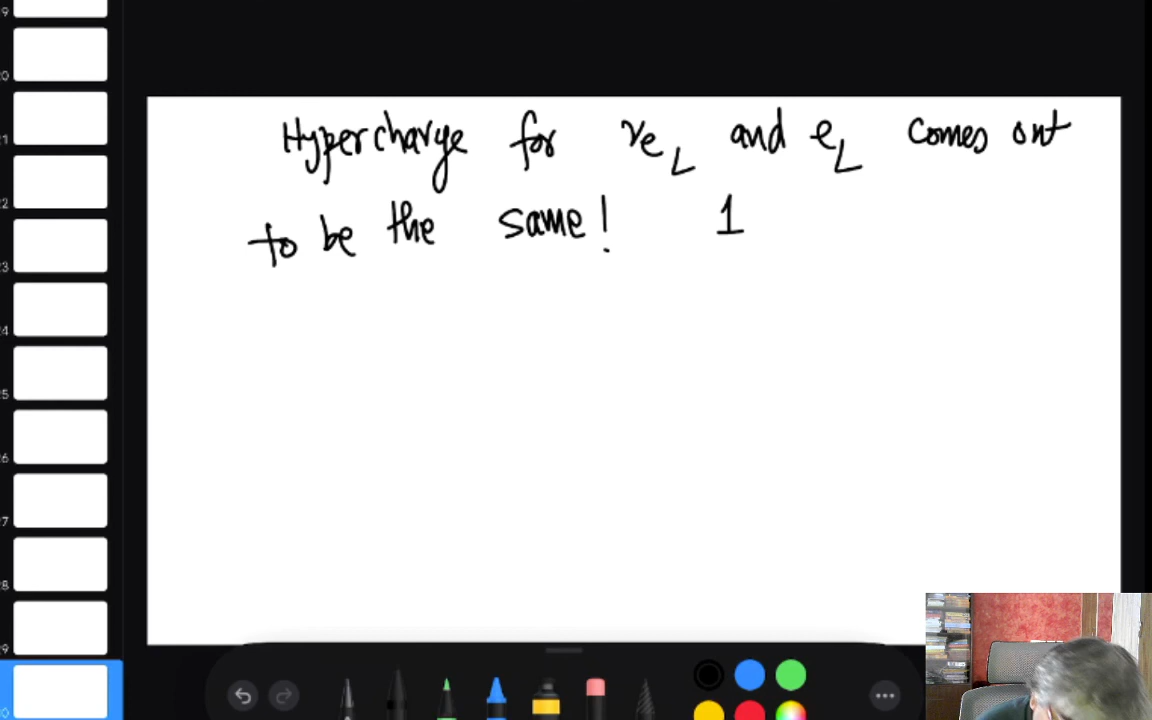 Hypercharge for νe_L and e_L comes out
to be the same! 1